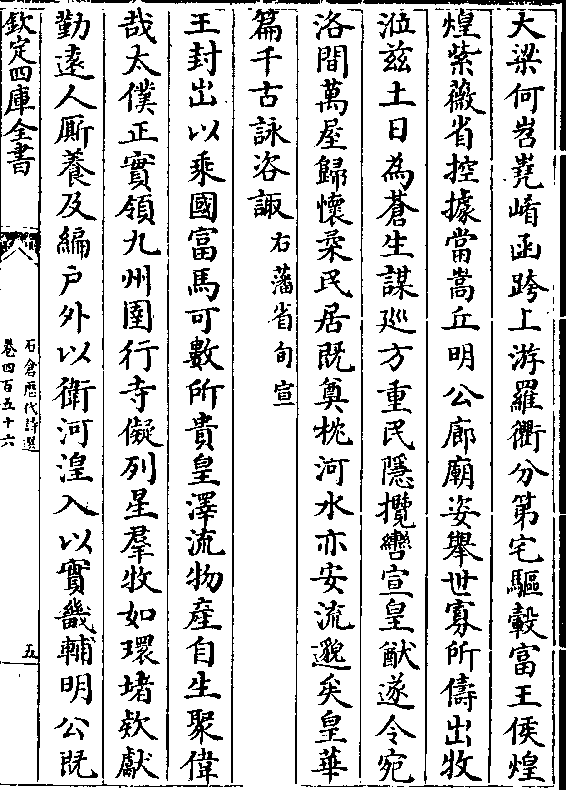 大梁何岧嶤崤函跨上游羅衢分第宅驅轂富王侯煌
煌紫薇省控據當嵩丘明公廊廟姿舉世寡所儔出牧
涖兹土日為蒼生謀廵方重民隱攬轡宣皇猷遂令宛
洛間萬屋歸懷柔民居既奠枕河水亦安流邈矣皇華
篇千古詠咨諏右藩省旬宣
王封出以乘國富馬可數所貴皇澤流物産自生聚偉
哉太僕正實領九州圉行寺儗列星羣牧如環堵欵獻
勤遠人厮養及編户外以衛河湟入以實畿輔明公既
欽定四庫全書
石倉歷代詩選
卷四百五十六
五